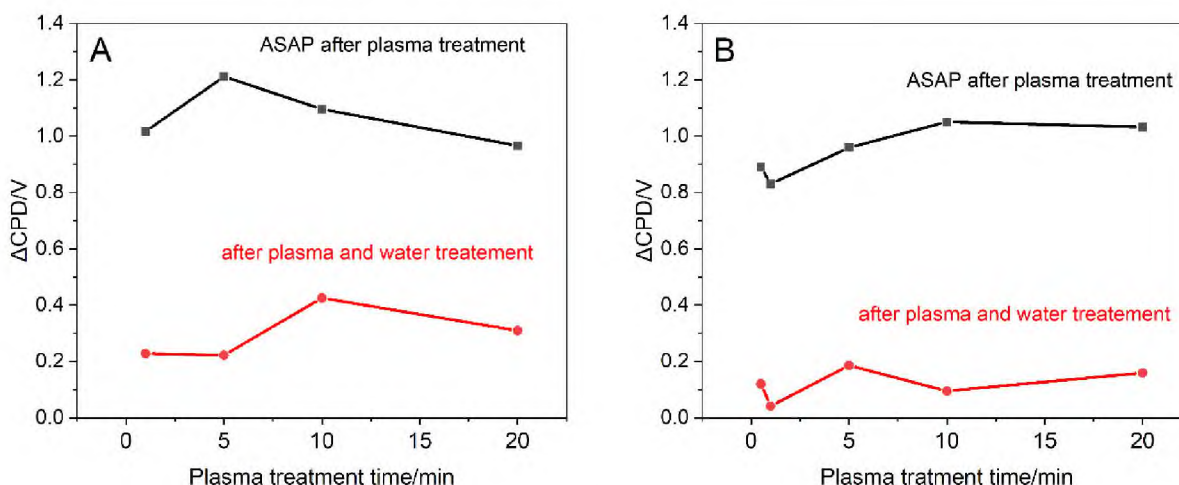 A
ASAP after plasma treatment
after plasma and water treatement
ΔCPD/V
1.4
1.2
1.0
0.8
0.6
0.4
0.2
0.0
0 5 10 15 20
Plasma treatment time/min
B
ASAP after plasma treatment
after plasma and water treatement
ΔCPD/V
1.4
1.2
1.0
0.8
0.6
0.4
0.2
0.0
0 5 10 15 20
Plasma tratment time/min